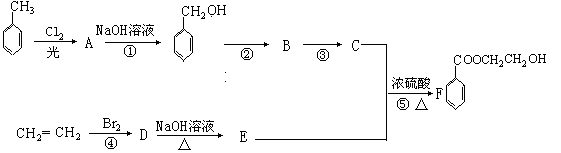 CH₃
Cl₂
光
A
NaOH溶液
①
CH₂OH
②
B
③
C
浓硫酸
⑤ △
F
COOCH₂CH₂OH
CH₂=CH₂
Br₂
④
D
NaOH溶液
△
E